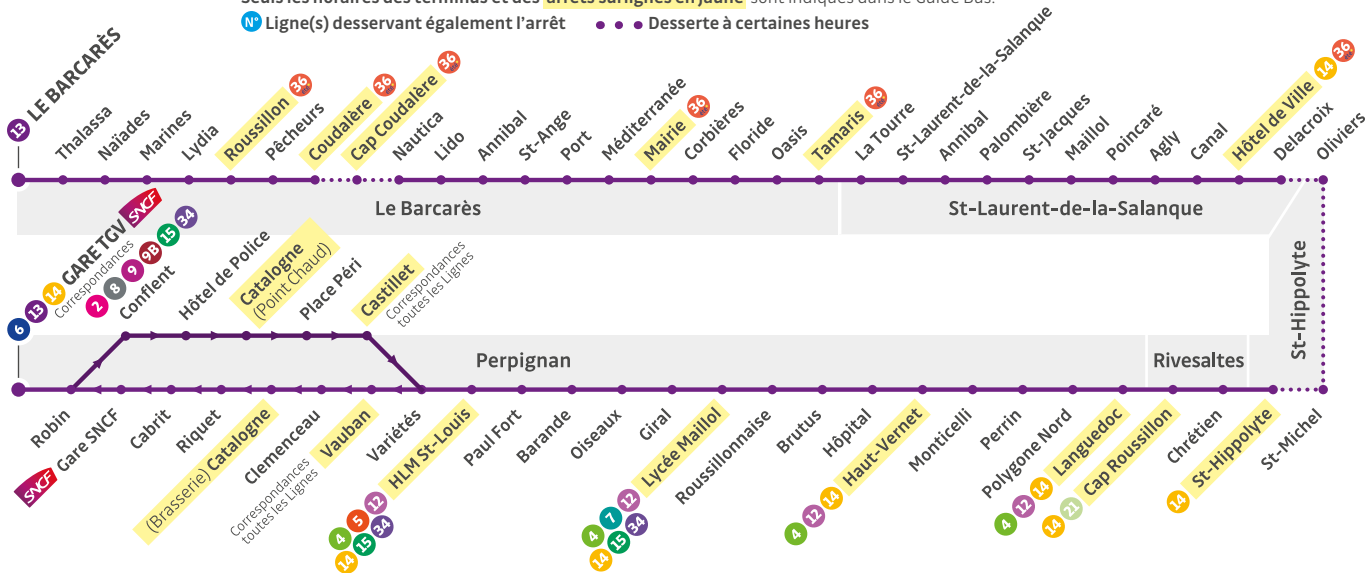 Seuls les horaires des terminus et des arrêts surlignés en jaune sont indiqués dans le Guide Bus.
N° Ligne(s) desservant également l'arrêt
Desserte à certaines heures
13 LE BARCARÈS
Thalassa
Naïades
Marines
Lydia
Roussillon 36
Pêcheurs
Coudalère 36
Cap Coudalère 36
Nautica
Lido
Annibal
St-Ange
Port
Méditerranée
Mairie 36
Corbières
Floride
Oasis
Tamaris 36
La Tourre
St-Laurent-de-la-Salanque
Annibal
Palombière
St-Jacques
Maillol
Poincaré
Agly
Canal
Hôtel de Ville 14 36
Delacroix
Oliviers
Le Barcarès
St-Laurent-de-la-Salanque
St-Hippolyte
6 13 14 GARE TGV SNCF
Correspondances
2 8 9 9B 15 34
Conflent
Hôtel de Police
Catalogne
(Point Chaud)
Place Péri
Castillet
Correspondances
toutes les Lignes
Perpignan
Rivesaltes
Robin
SNCF Gare SNCF
Cabrit
Riquet
(Brasserie) Catalogne
Clemenceau
Vauban
Correspondances
toutes les Lignes
Variétés
HLM St-Louis
4 5 12
14 15 34
Paul Fort
Barande
Oiseaux
Giral
Lycée Maillol
4 7 12
14 15 34
Roussillonnaise
Brutus
Hôpital
4 12 14 Haut-Vernet
Monticelli
Perrin
Polygone Nord
4 12 14 Languedoc
14 21 Cap Roussillon
Chrétien
14 St-Hippolyte
St-Michel